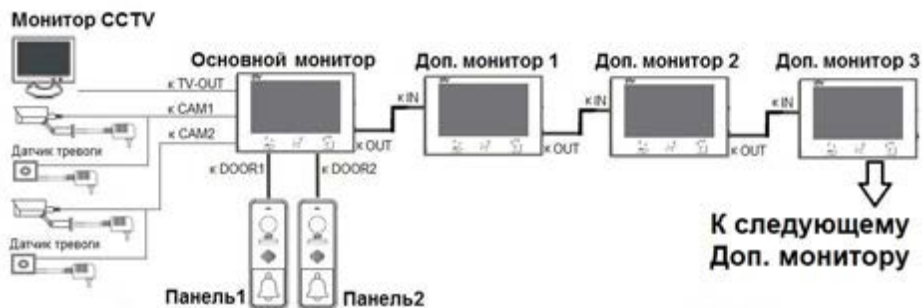 Монитор CCTV
Основной монитор
Доп. монитор 1
Доп. монитор 2
Доп. монитор 3
к TV-OUT
к CAM1
к CAM2
Датчик тревоги
Датчик тревоги
к DOOR1
к DOOR2
к OUT
к IN
к OUT
к IN
к OUT
к IN
Панель1
Панель2
К следующему
Доп. монитору